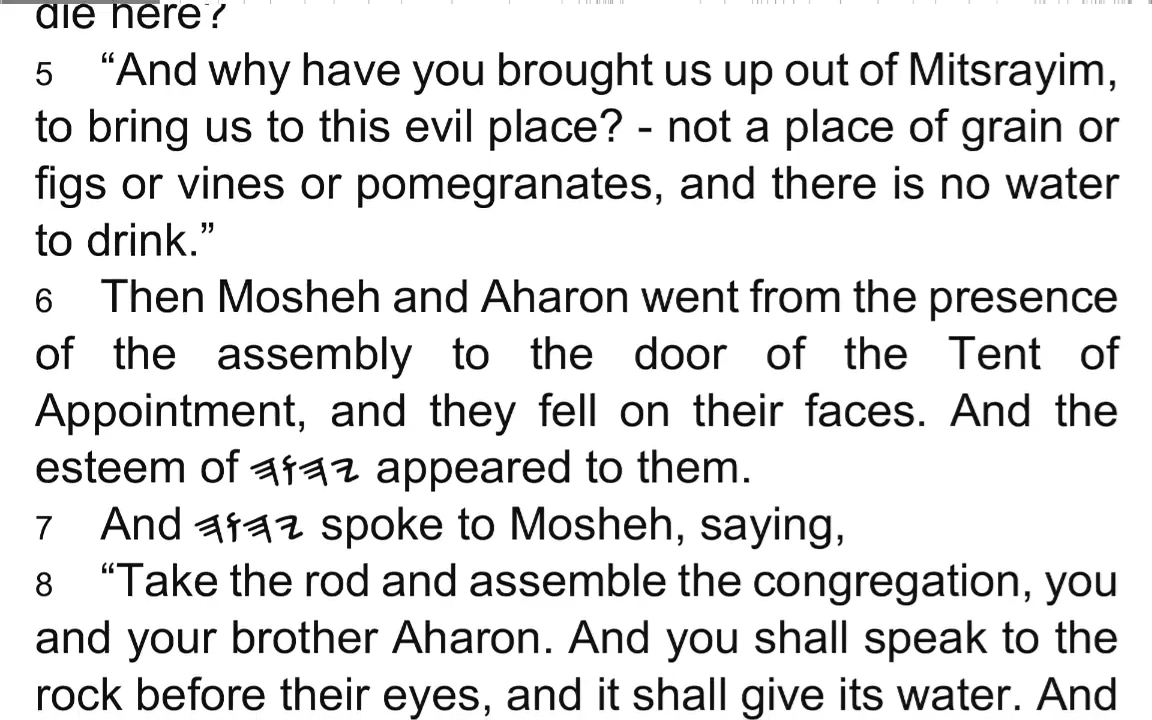 die here?
5 “And why have you brought us up out of Mitsrayim,
to bring us to this evil place? - not a place of grain or
figs or vines or pomegranates, and there is no water
to drink.”
6 Then Mosheh and Aharon went from the presence
of the assembly to the door of the Tent of
Appointment, and they fell on their faces. And the
esteem of 𐤉𐤄𐤅𐤄 appeared to them.
7 And 𐤉𐤄𐤅𐤄 spoke to Mosheh, saying,
8 “Take the rod and assemble the congregation, you
and your brother Aharon. And you shall speak to the
rock before their eyes, and it shall give its water. And